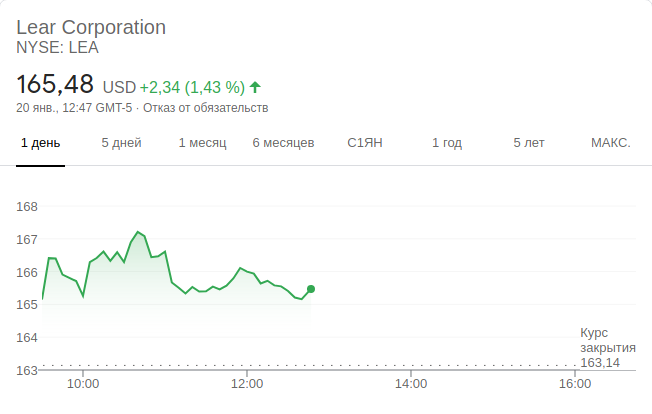 Lear Corporation
NYSE: LEA
165,48 USD +2,34 (1,43 %)
20 янв., 12:47 GMT-5 · Отказ от обязательств
1 день 5 дней 1 месяц 6 месяцев С1ЯН 1 год 5 лет МАКС.
168
167
166
165
164
163
Курс
закрытия
163,14
10:00 12:00 14:00 16:00